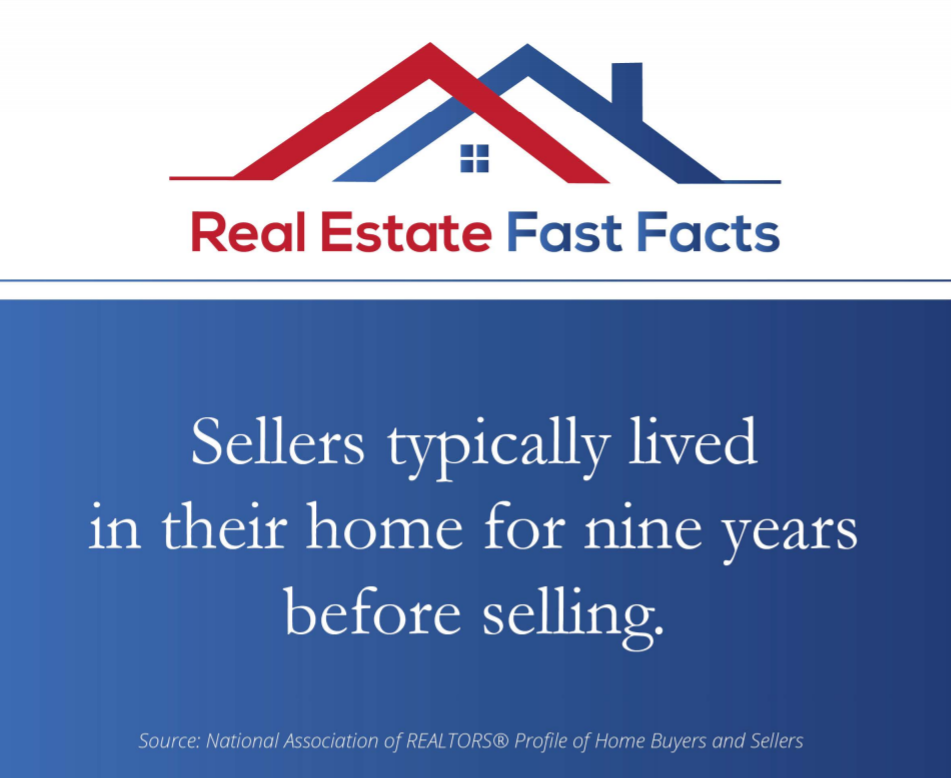 Real Estate Fast Facts
Sellers typically lived
in their home for nine years
before selling.
Source: National Association of REALTORS® Profile of Home Buyers and Sellers